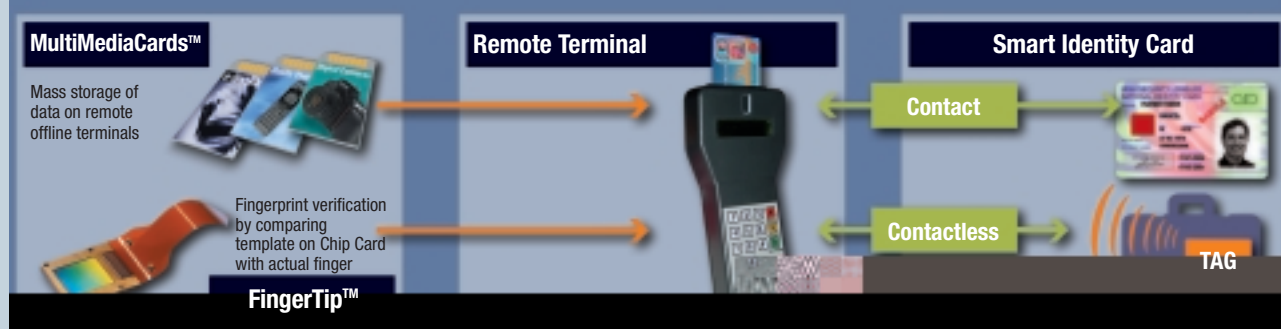 MultiMediaCards™
Mass storage of
data on remote
offline terminals
Fingerprint verification
by comparing
template on Chip Card
with actual finger
FingerTip™
Remote Terminal
Smart Identity Card
Contact
Contactless
TAG